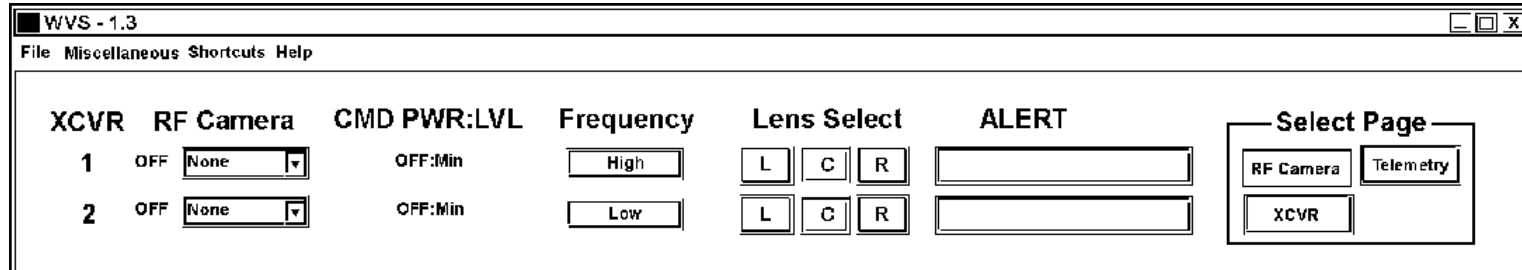 WVS - 1.3
File Miscellaneous Shortcuts Help
XCVR RF Camera CMD PWR:LVL Frequency Lens Select ALERT Select Page
1 OFF None OFF:Min High L C R RF Camera Telemetry
2 OFF None OFF:Min Low L C R XCVR